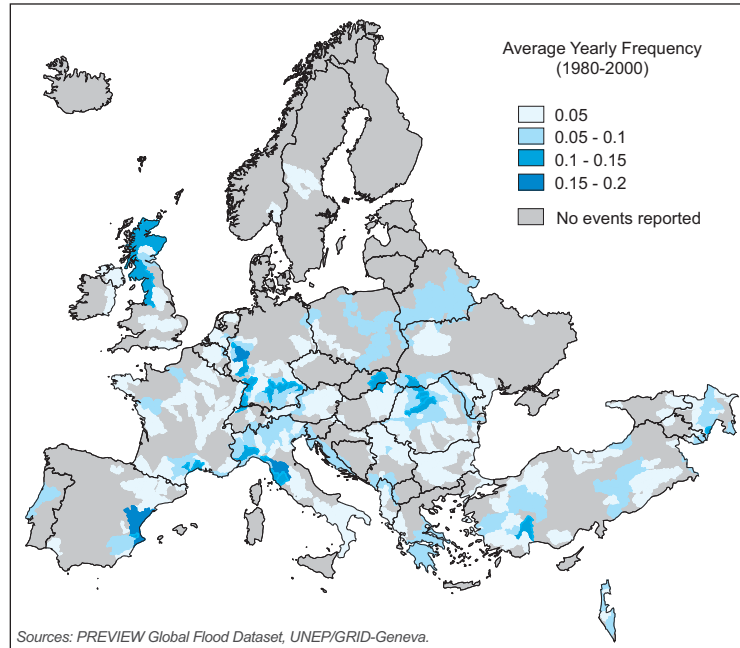 Average Yearly Frequency
(1980-2000)
0.05
0.05 - 0.1
0.1 - 0.15
0.15 - 0.2
No events reported
Sources: PREVIEW Global Flood Dataset, UNEP/GRID-Geneva.